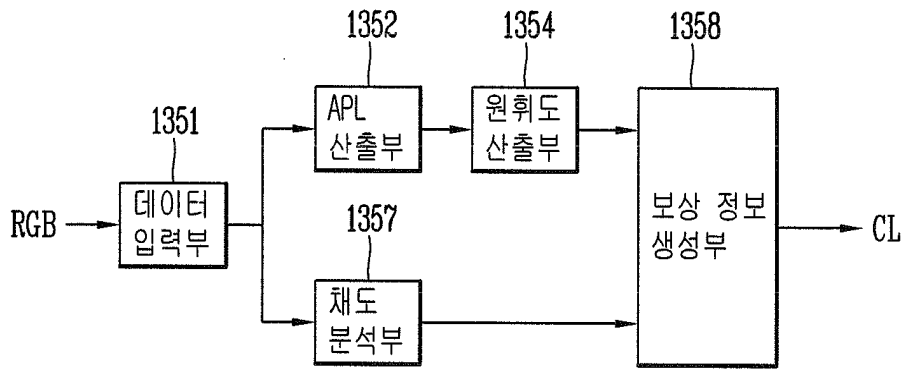 1352
1354
1358
1351
APL
산출부
원휘도
산출부
데이터
입력부
RGB
1357
보상 정보
생성부
CL
채도
분석부